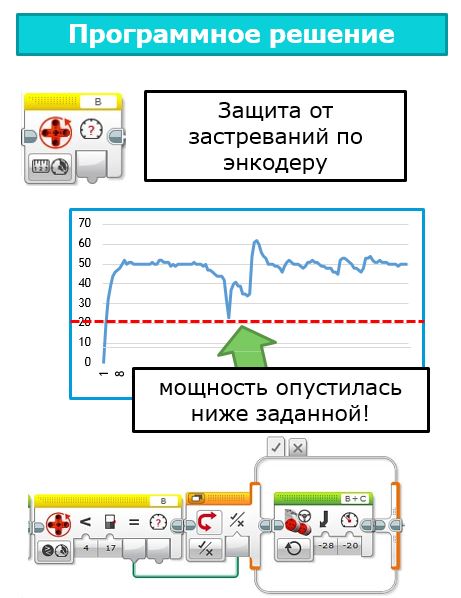 Программное решение
B
?
Защита от
застреваний по
энкодеру
123
70
60
50
40
30
20
10
0
1
8
мощность опустилась
ниже заданной!
B
< = ?
4 17
B + C
-28 -20